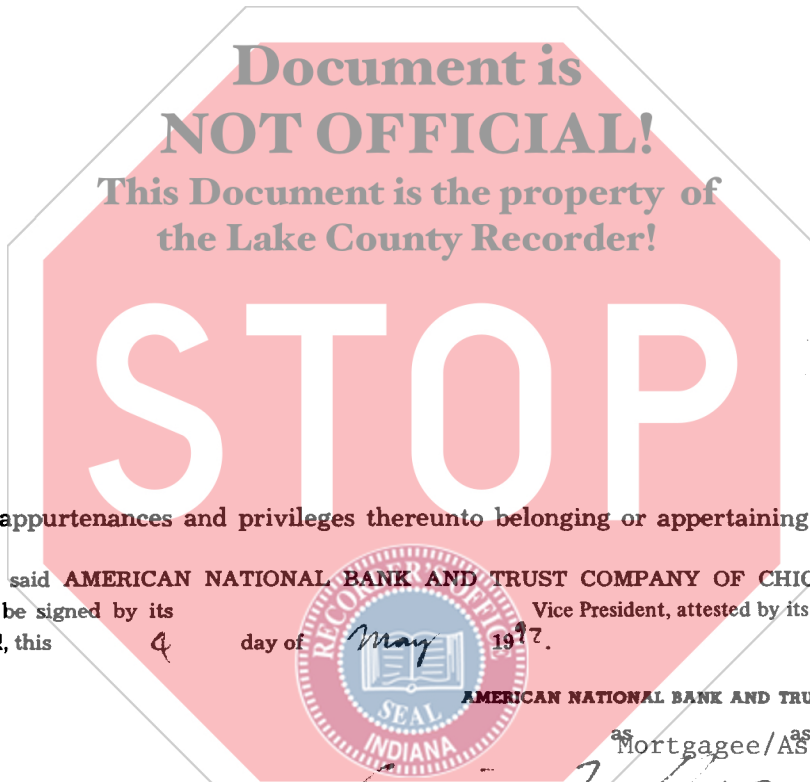 Document is
NOT OFFICIAL!
This Document is the property of
the Lake County Recorder!
STOP
appurtenances and privileges thereunto belonging or appertaining
said AMERICAN NATIONAL BANK AND TRUST COMPANY OF CHIC
be signed by its Vice President, attested by its
, this 4 day of May 1997.
RECORDER'S OFFICE
SEAL
INDIANA
AMERICAN NATIONAL BANK AND TRU
as as
Mortgagee/As